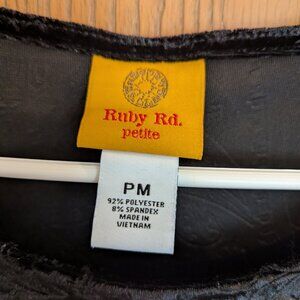 Ruby Rd.
petite
PM
92% POLYESTER
8% SPANDEX
MADE IN
VIETNAM